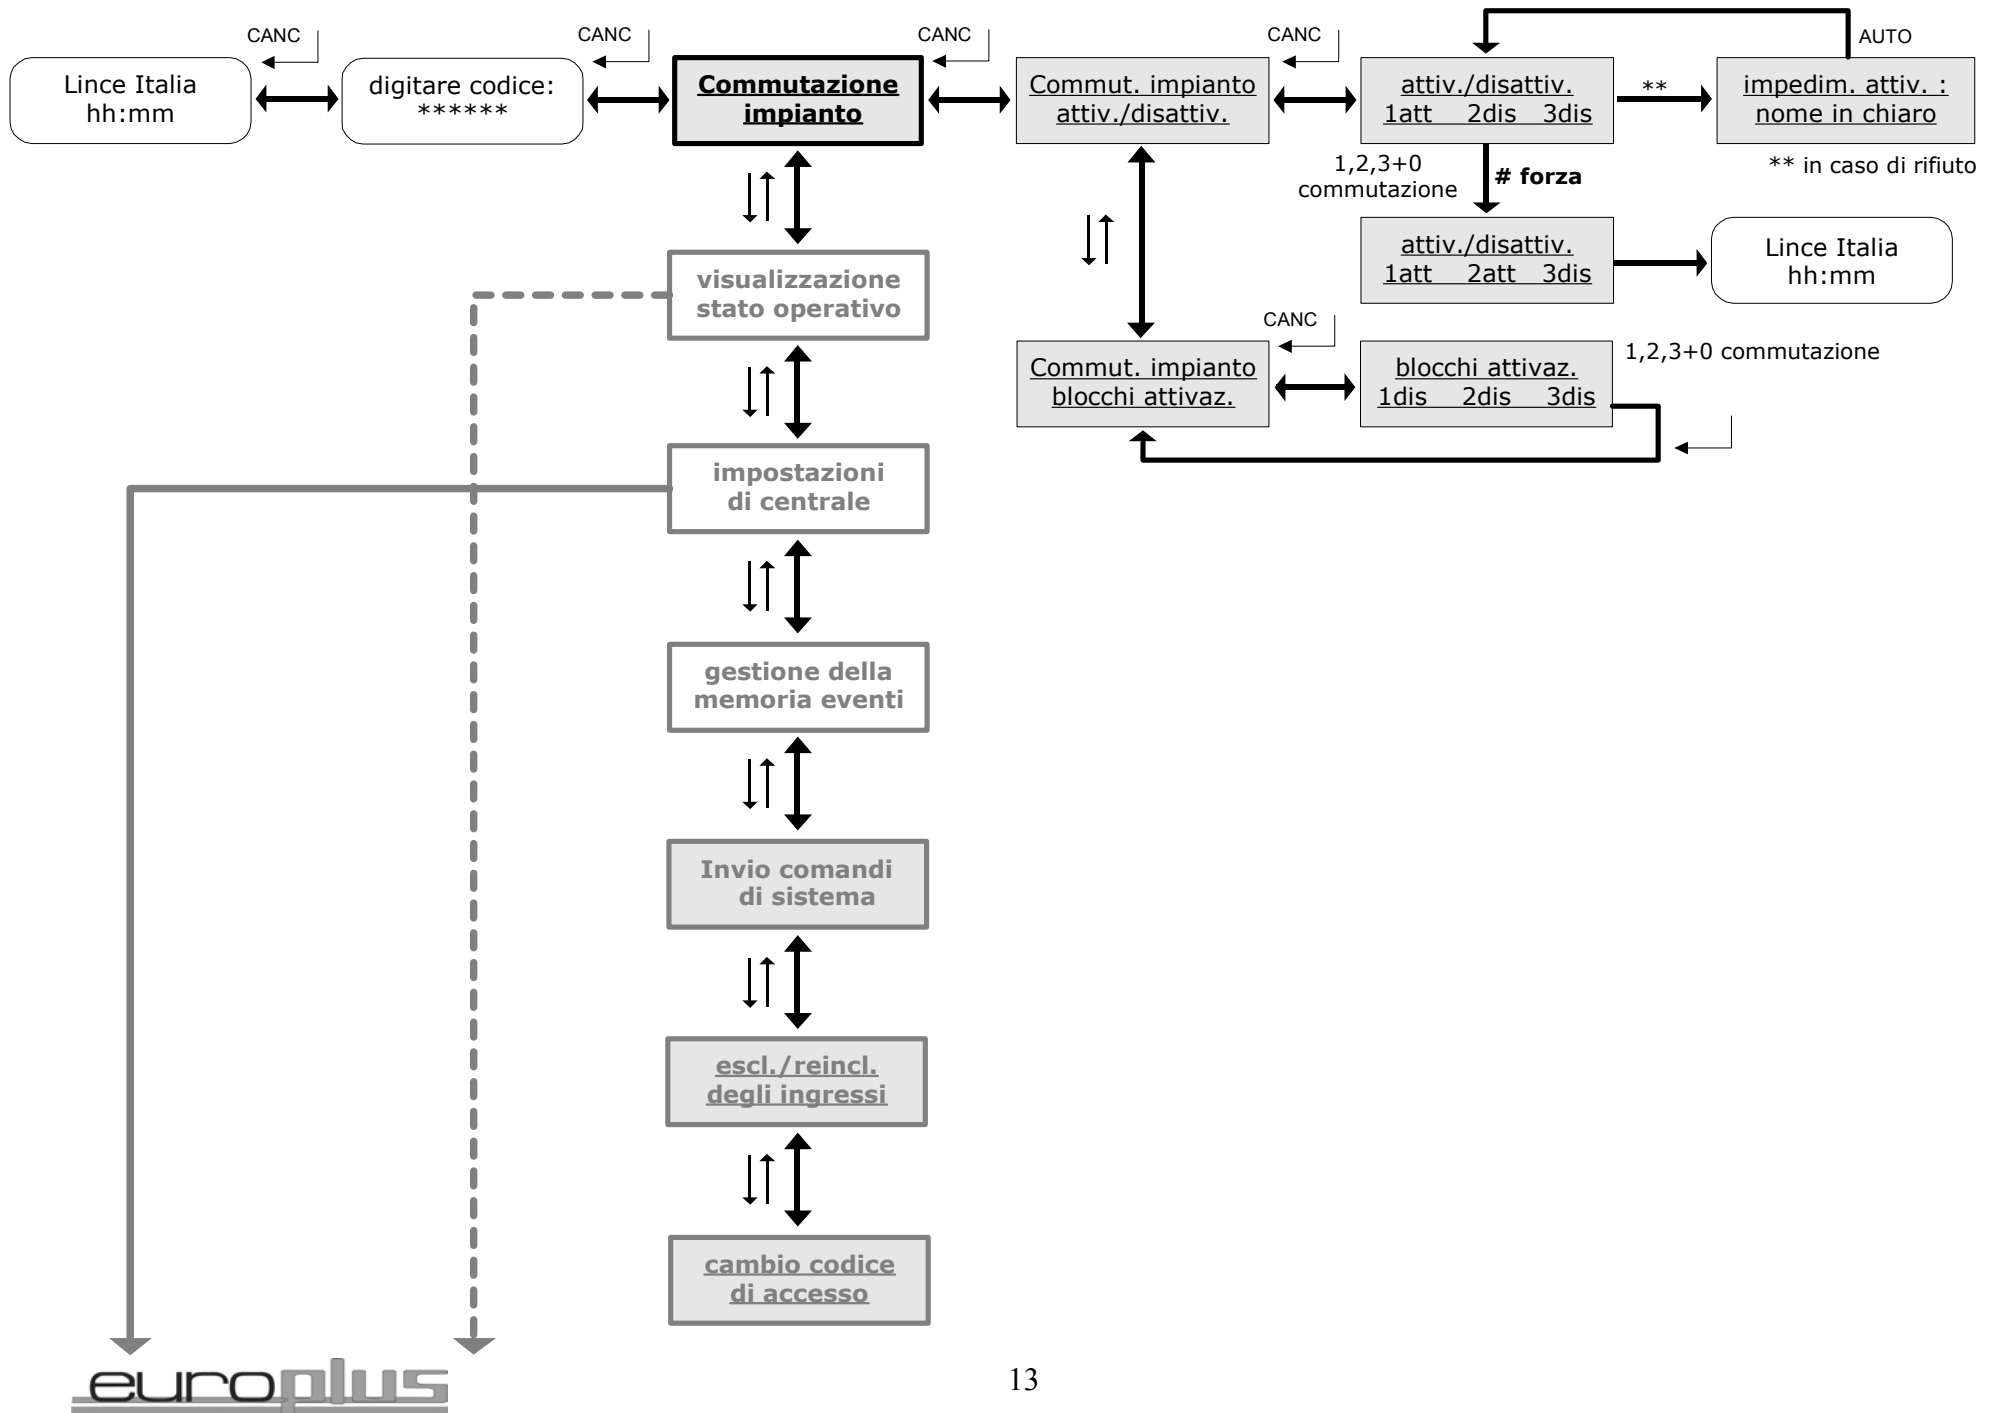 CANC
CANC
CANC
CANC
AUTO
Lince Italia
hh:mm
digitare codice:
******
Commutazione
impianto
Commut. impianto
attiv./disattiv.
attiv./disattiv.
1att 2dis 3dis
**
impedim. attiv. :
nome in chiaro
1,2,3+0
commutazione
# forza
** in caso di rifiuto
attiv./disattiv.
1att 2att 3dis
Lince Italia
hh:mm
visualizzazione
stato operativo
CANC
Commut. impianto
blocchi attivaz.
blocchi attivaz.
1dis 2dis 3dis
1,2,3+0 commutazione
impostazioni
di centrale
gestione della
memoria eventi
Invio comandi
di sistema
escl./reincl.
degli ingressi
cambio codice
di accesso
europlus
13